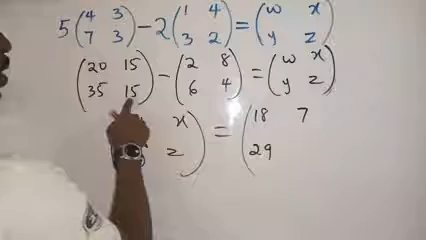 5(4 3 7 3) - 2(1 4 3 2) = (w x y z)
(20 15 35 15) - (2 8 6 4) = (w x y z)
x z) = (18 7 29